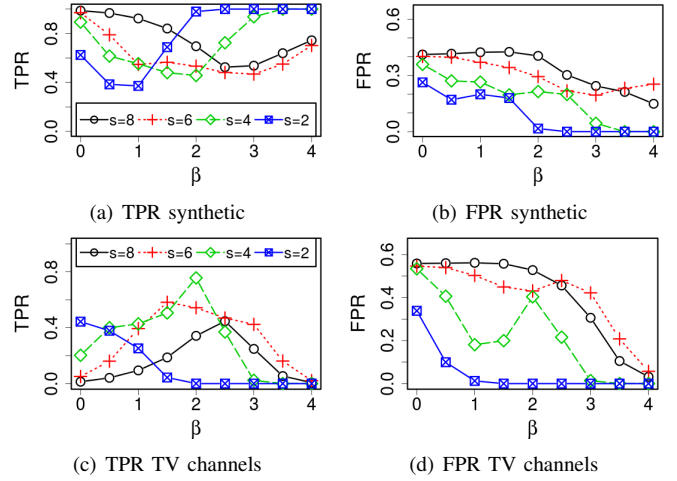 TPR
0.0 0.4 0.8
s=8 s=6 s=4 s=2
0 1 2 3 4
β
(a) TPR synthetic
FPR
0.0 0.3 0.6
0 1 2 3 4
β
(b) FPR synthetic
TPR
0.0 0.4 0.8
s=8 s=6 s=4 s=2
0 1 2 3 4
β
(c) TPR TV channels
FPR
0.0 0.2 0.4 0.6
0 1 2 3 4
β
(d) FPR TV channels